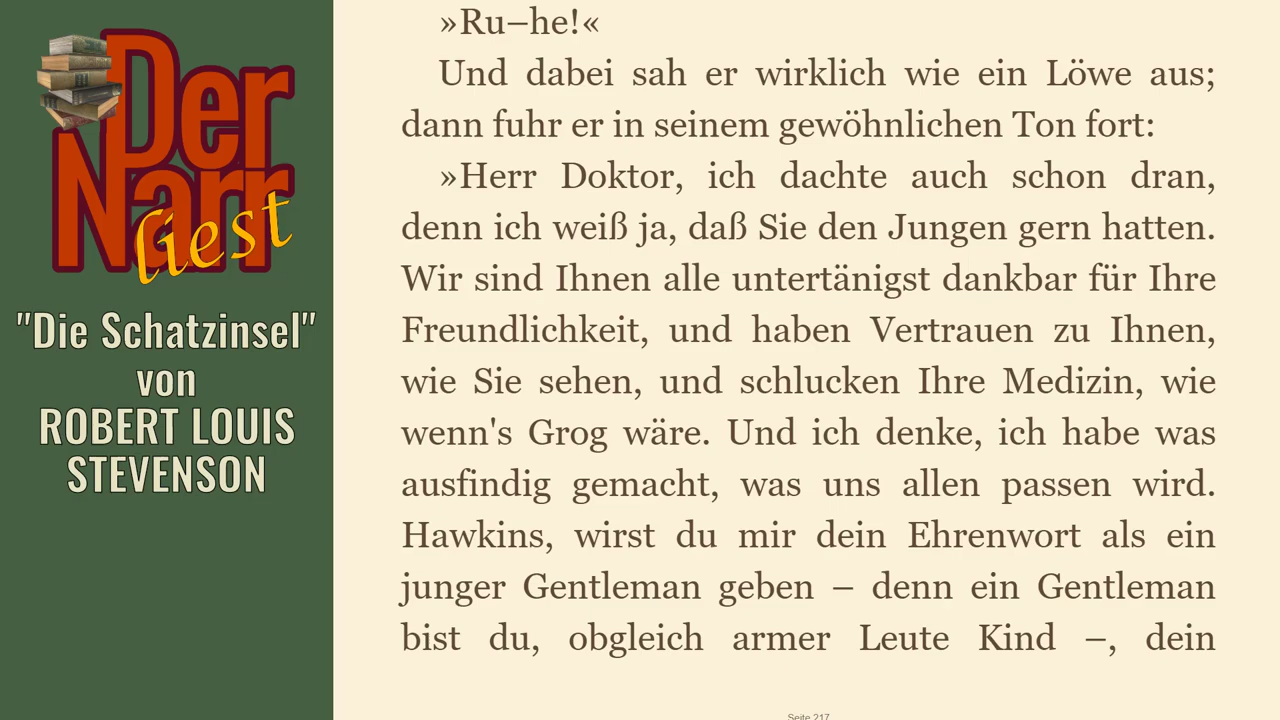 Der
Narr
liest
"Die Schatzinsel"
von
ROBERT LOUIS
STEVENSON
»Ru–he!«
Und dabei sah er wirklich wie ein Löwe aus;
dann fuhr er in seinem gewöhnlichen Ton fort:
»Herr Doktor, ich dachte auch schon dran,
denn ich weiß ja, daß Sie den Jungen gern hatten.
Wir sind Ihnen alle untertänigst dankbar für Ihre
Freundlichkeit, und haben Vertrauen zu Ihnen,
wie Sie sehen, und schlucken Ihre Medizin, wie
wenn's Grog wäre. Und ich denke, ich habe was
ausfindig gemacht, was uns allen passen wird.
Hawkins, wirst du mir dein Ehrenwort als ein
junger Gentleman geben – denn ein Gentleman
bist du, obgleich armer Leute Kind –, dein
Seite 217